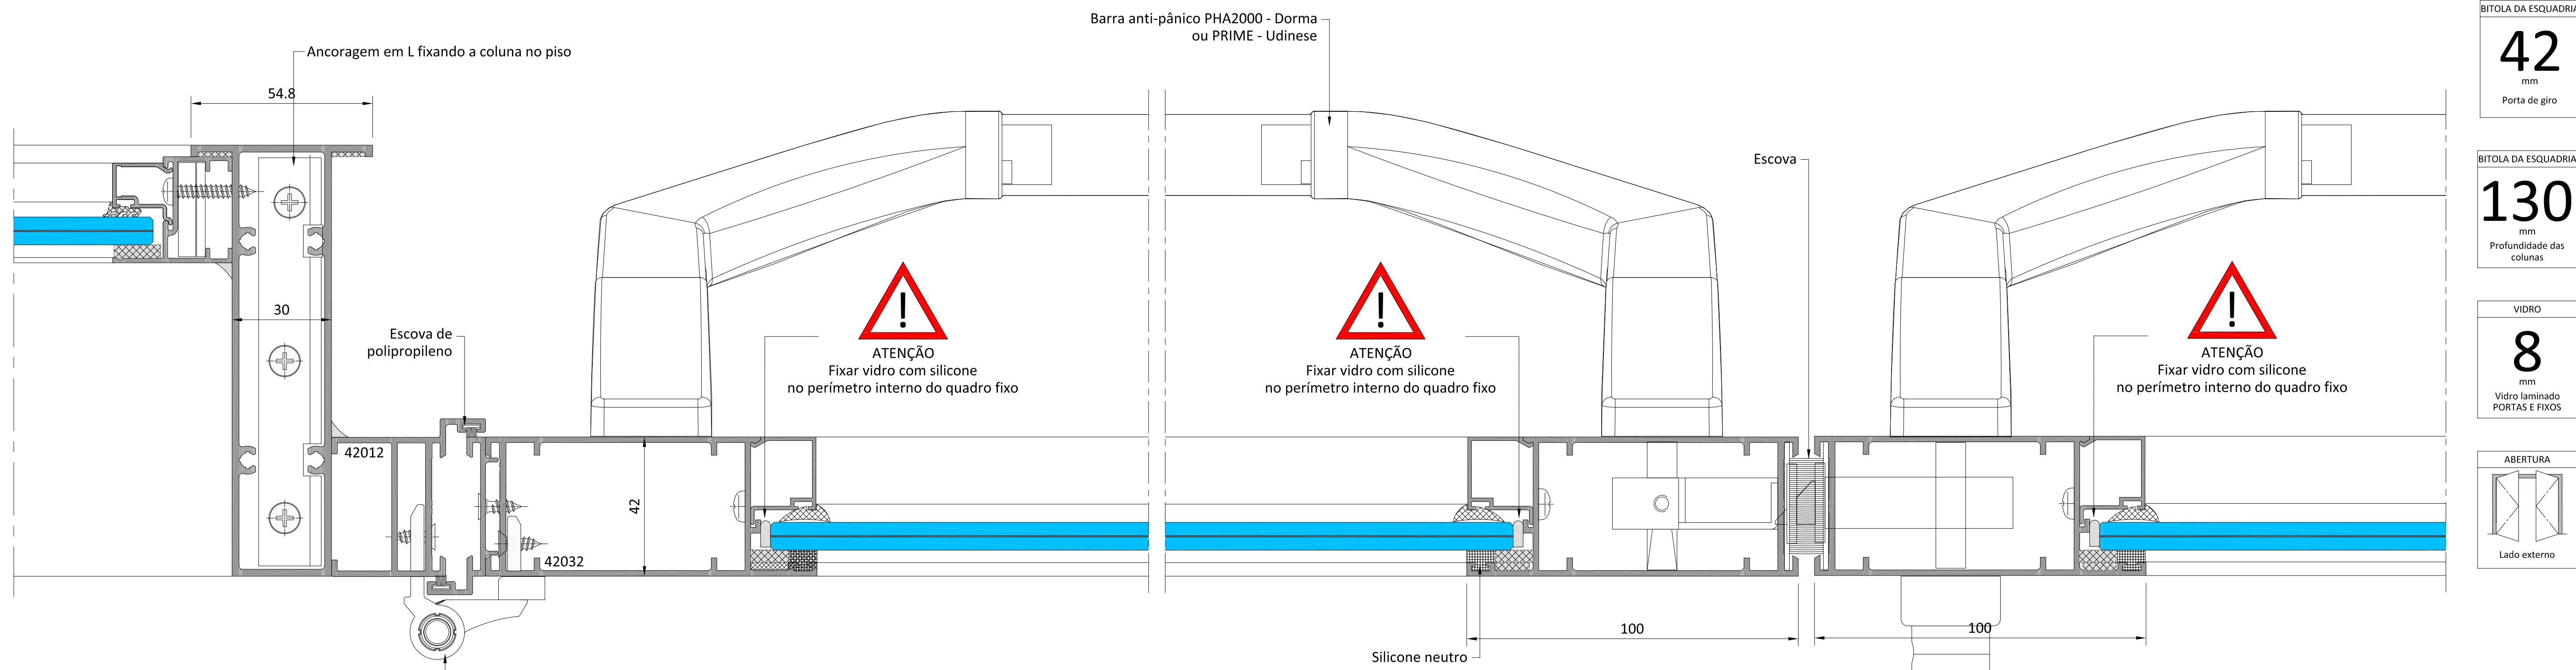 Barra anti-pânico PHA2000 - Dorma
ou PRIME - Udinese
Ancoragem em L fixando a coluna no piso
54.8
Escova
30
Escova de
polipropileno
!
ATENÇÃO
Fixar vidro com silicone
no perímetro interno do quadro fixo
!
ATENÇÃO
Fixar vidro com silicone
no perímetro interno do quadro fixo
!
ATENÇÃO
Fixar vidro com silicone
no perímetro interno do quadro fixo
42012
42
42032
100
100
Silicone neutro
BITOLA DA ESQUADRIA
42
mm
Porta de giro
BITOLA DA ESQUADRIA
130
mm
Profundidade das
colunas
VIDRO
8
mm
Vidro laminado
PORTAS E FIXOS
ABERTURA
Lado externo